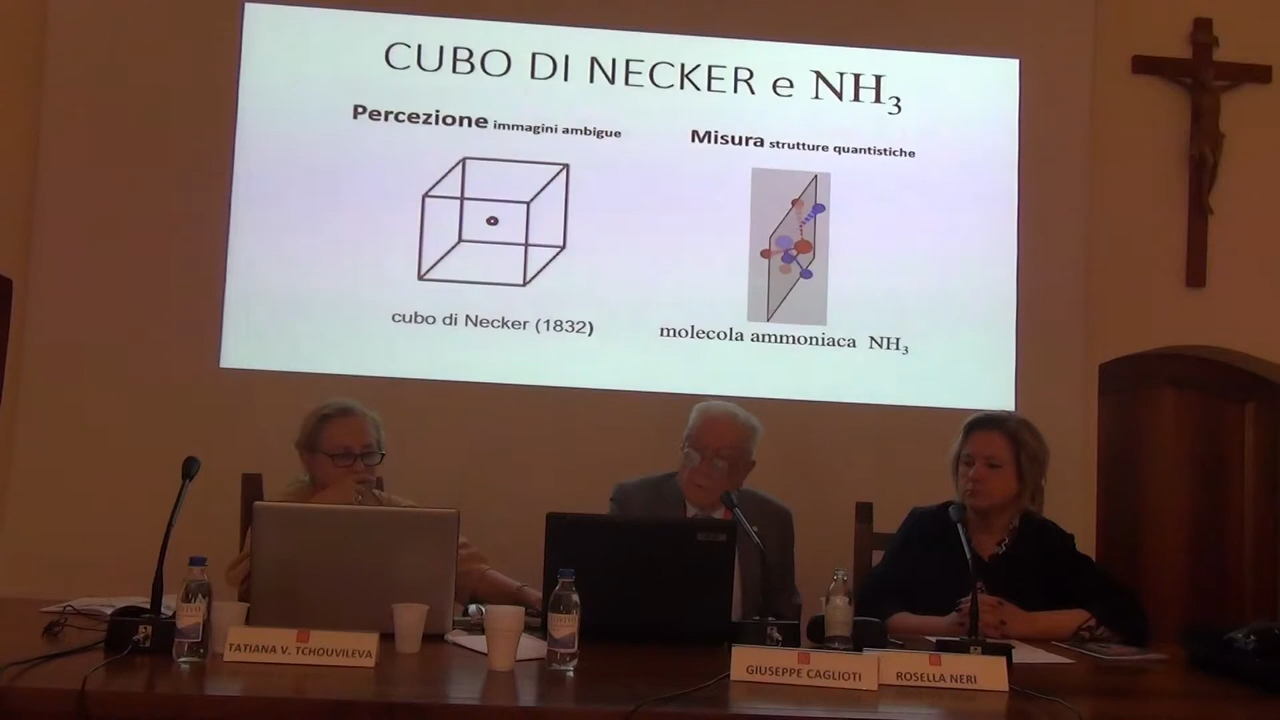 CUBO DI NECKER e NH₃
Percezione immagini ambigue
Misura strutture quantistiche
cubo di Necker (1832)
molecola ammoniaca NH₃
TATIANA V. TCHOUVILEVA
GIUSEPPE CAGLIOTI
ROSELLA NERI